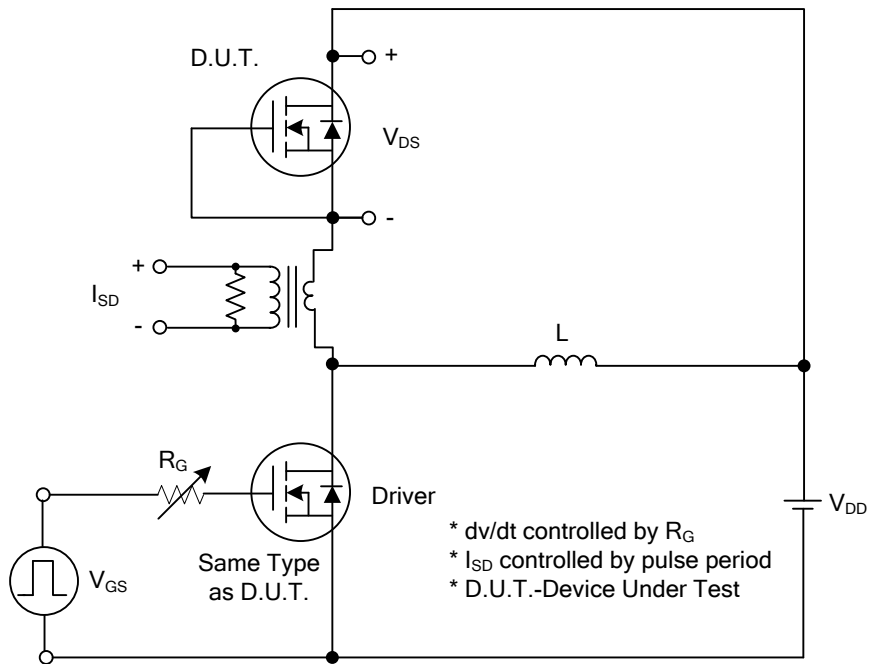 D.U.T.
+
VDS
-
+
ISD
-
L
RG
Driver
VDD
VGS
Same Type
as D.U.T.
* dv/dt controlled by RG
* ISD controlled by pulse period
* D.U.T.-Device Under Test